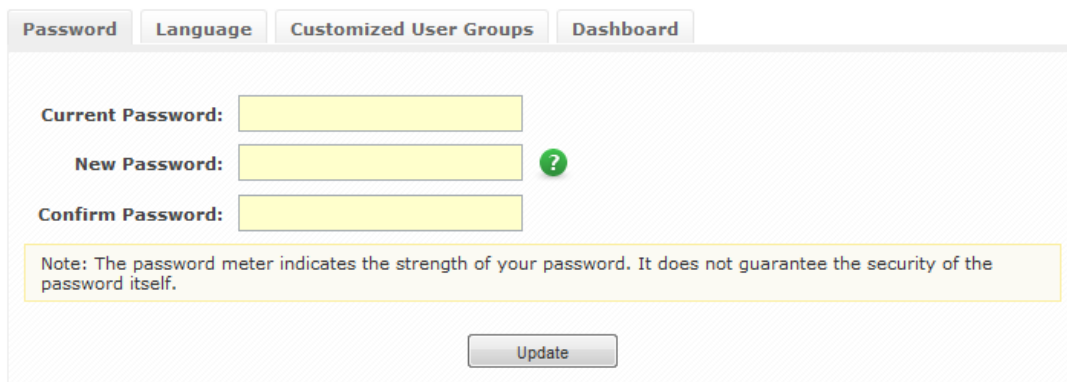 Password Language Customized User Groups Dashboard
Current Password:
New Password: ?
Confirm Password:
Note: The password meter indicates the strength of your password. It does not guarantee the security of the
password itself.
Update